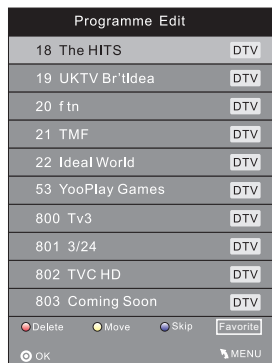 Programme Edit
18 The HITS DTV
19 UKTV Br'tIdea DTV
20 ftn DTV
21 TMF DTV
22 Ideal World DTV
53 YooPlay Games DTV
800 Tv3 DTV
801 3/24 DTV
802 TVC HD DTV
803 Coming Soon DTV
Delete Move Skip Favorite
OK MENU